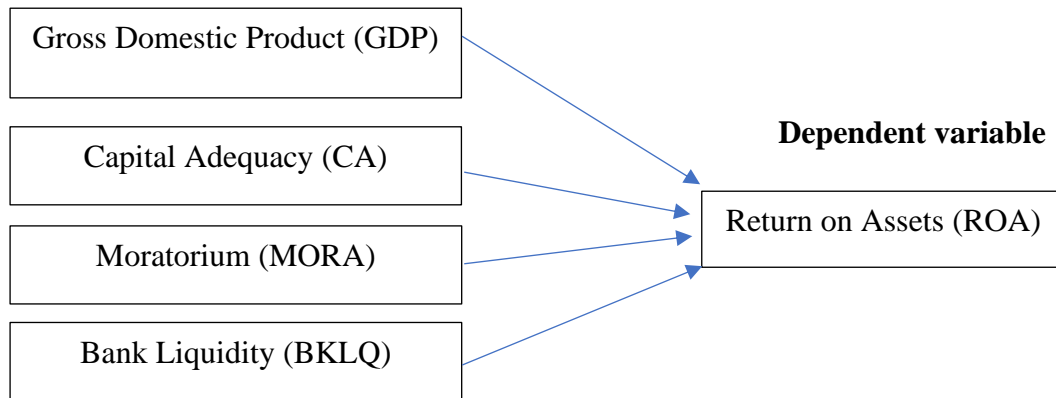 Gross Domestic Product (GDP)
Capital Adequacy (CA)
Moratorium (MORA)
Bank Liquidity (BKLQ)
Dependent variable
Return on Assets (ROA)